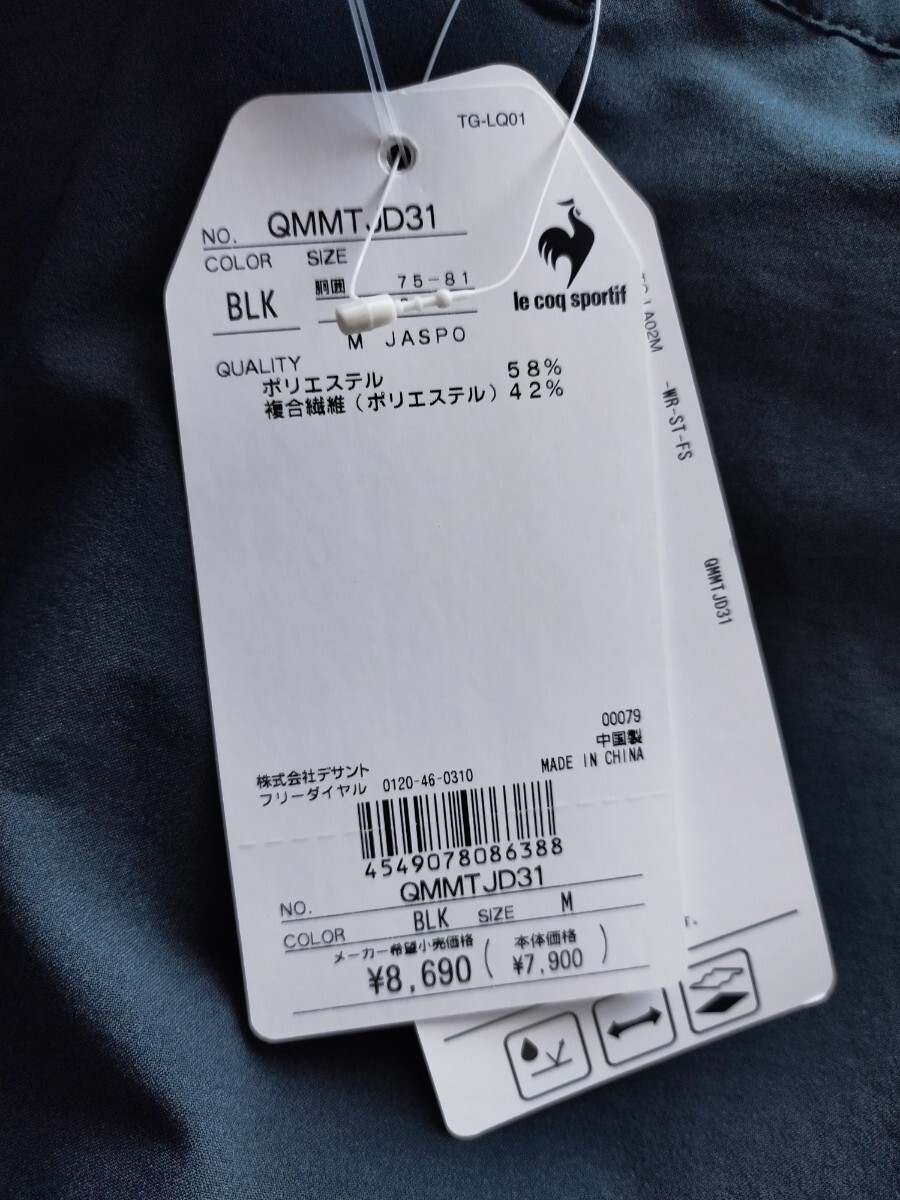 TG-LQ01
NO. QMMTJD31
COLOR SIZE
BLK 胴囲 75-81
le coq sportif
M JASPO
QUALITY
ポリエステル 58%
複合繊維(ポリエステル) 42%
00079
中国製
MADE IN CHINA
株式会社デサント
フリーダイヤル 0120-46-0310
4549078086388
NO. QMMTJD31
COLOR BLK SIZE M
メーカー希望小売価格
¥8,690 (本体価格 ¥7,900)
-WR-ST-FS
QMMTJD31